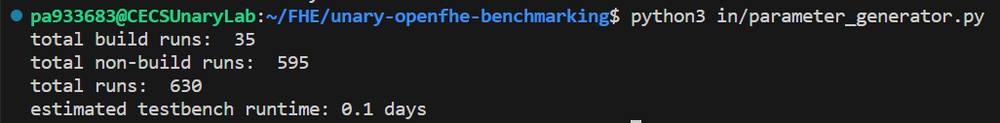 pa933683@CECSUnaryLab:~/FHE/unary-openfhe-benchmarking$ python3 in/parameter_generator.py
total build runs:  35
total non-build runs:  595
total runs:  630
estimated testbench runtime: 0.1 days